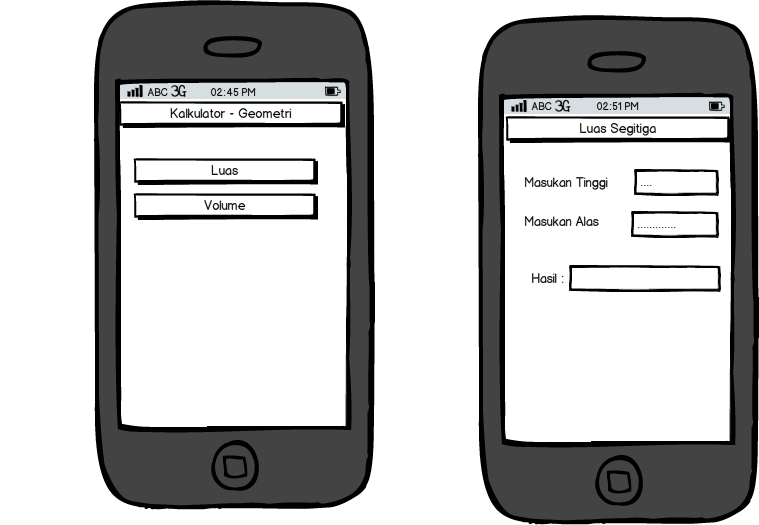 ABC 3G 02:45 PM
Kalkulator - Geometri
Luas
Volume
ABC 3G 02:51 PM
Luas Segitiga
Masukan Tinggi ....
Masukan Alas .............
Hasil :